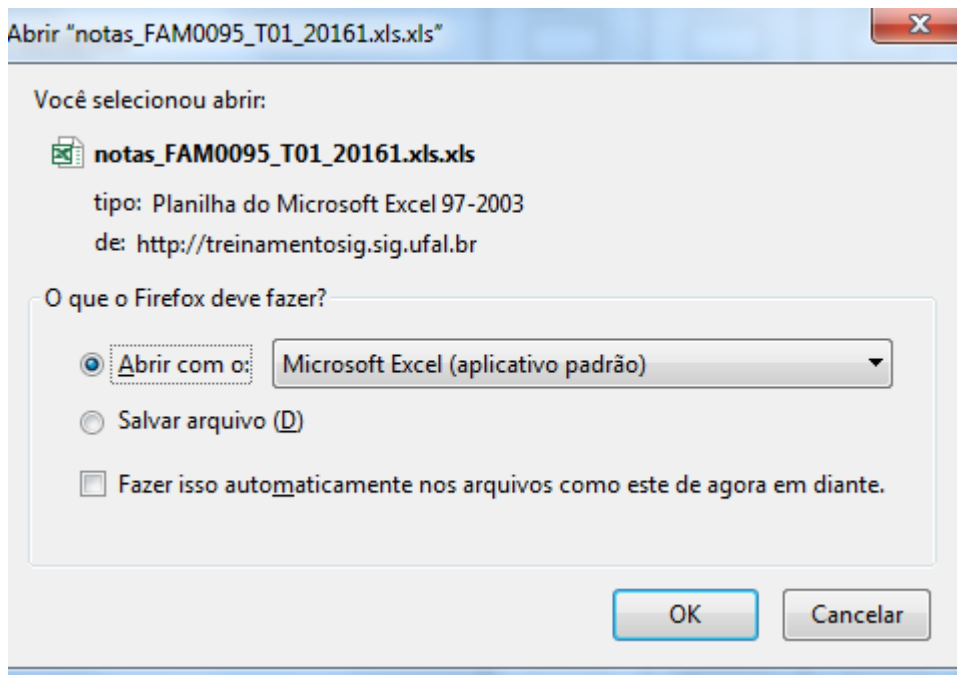 Abrir "notas_FAM0095_T01_20161.xls.xls"
Você selecionou abrir:
notas_FAM0095_T01_20161.xls.xls
tipo: Planilha do Microsoft Excel 97-2003
de: http://treinamentosig.sig.ufal.br
O que o Firefox deve fazer?
Abrir com o: Microsoft Excel (aplicativo padrão)
Salvar arquivo (D)
Fazer isso automaticamente nos arquivos como este de agora em diante.
OK Cancelar